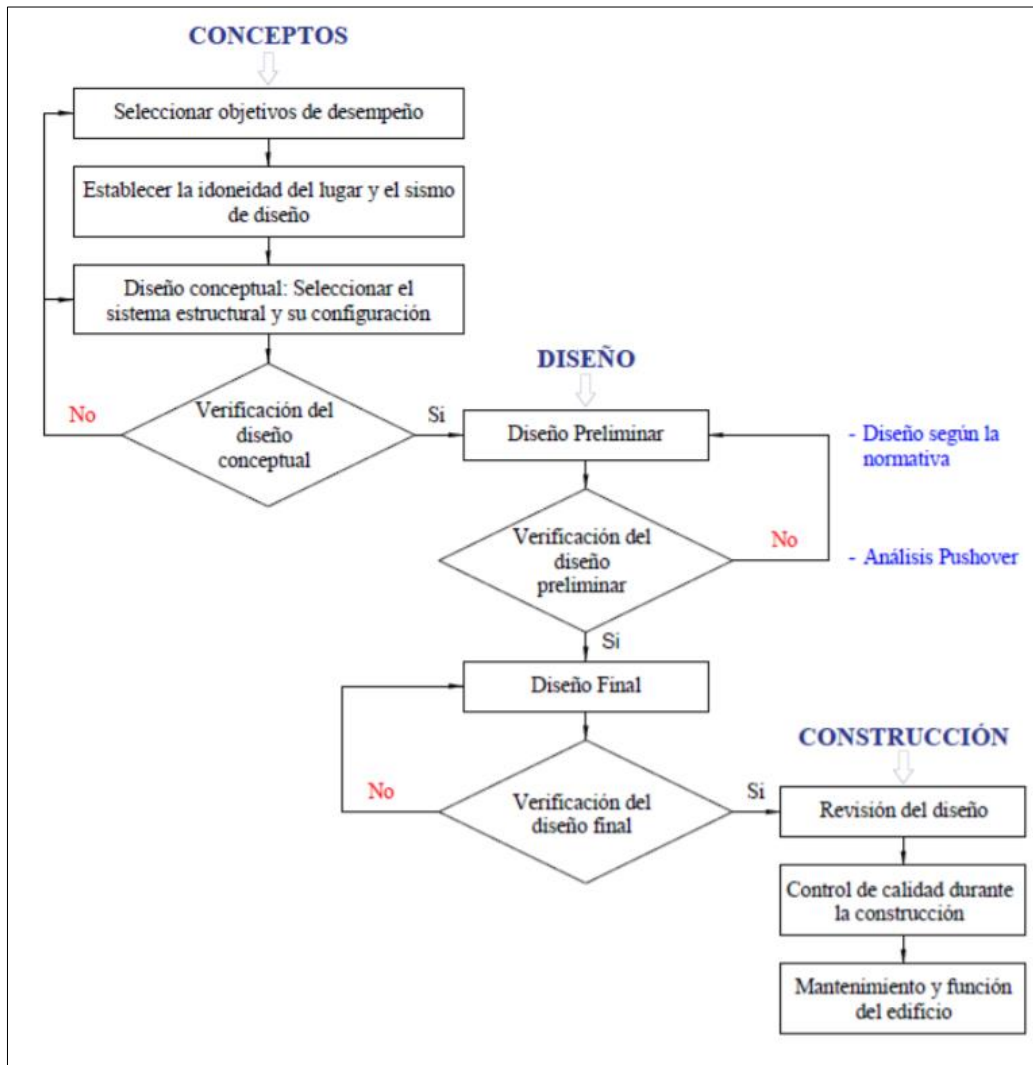 CONCEPTOS
Seleccionar objetivos de desempeño
Establecer la idoneidad del lugar y el sismo
de diseño
Diseño conceptual: Seleccionar el
sistema estructural y su configuración
No
Verificación del
diseño
conceptual
Si
DISEÑO
Diseño Preliminar
- Diseño según la
normativa
Verificación del
diseño
preliminar
No
- Análisis Pushover
Si
Diseño Final
No
Verificación del
diseño final
Si
CONSTRUCCIÓN
Revisión del diseño
Control de calidad durante
la construcción
Mantenimiento y función
del edificio